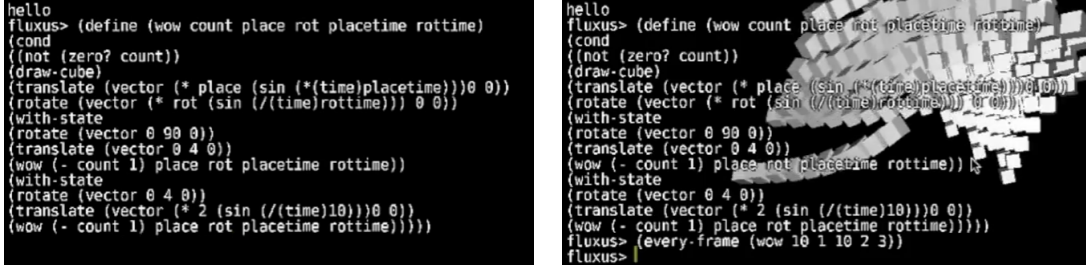 hello
fluxus> (define (wow count place rot placetime rottime)
(cond
((not (zero? count))
(draw-cube)
(translate (vector (* place (sin (*(time)placetime)))0 0))
(rotate (vector (* rot (sin (/(time)rottime))) 0 0))
(with-state
(rotate (vector 0 90 0))
(translate (vector 0 4 0))
(wow (- count 1) place rot placetime rottime))
(with-state
(rotate (vector 0 4 0))
(translate (vector (* 2 (sin (/(time)10)))0 0))
(wow (- count 1) place rot placetime rottime)))))
hello
fluxus> (define (wow count place rot placetime rottime)
(cond
((not (zero? count))
(draw-cube)
(translate (vector (* place (sin (*(time)placetime)))0 0))
(rotate (vector (* rot (sin (/(time)rottime))) 0 0))
(with-state
(rotate (vector 0 90 0))
(translate (vector 0 4 0))
(wow (- count 1) place rot placetime rottime))
(with-state
(rotate (vector 0 4 0))
(translate (vector (* 2 (sin (/(time)10)))0 0))
(wow (- count 1) place rot placetime rottime)))))
fluxus> (every-frame (wow 10 1 10 2 3))
fluxus>